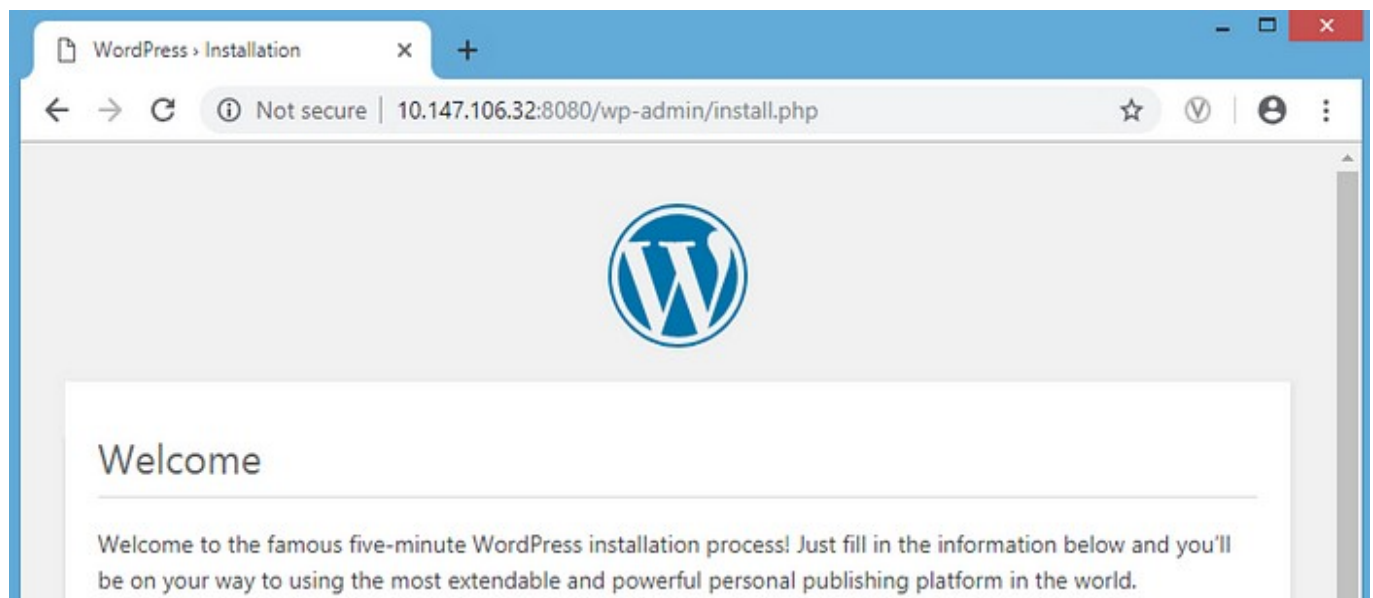 WordPress › Installation
Not secure | 10.147.106.32:8080/wp-admin/install.php
Welcome
Welcome to the famous five-minute WordPress installation process! Just fill in the information below and you’ll
be on your way to using the most extendable and powerful personal publishing platform in the world.